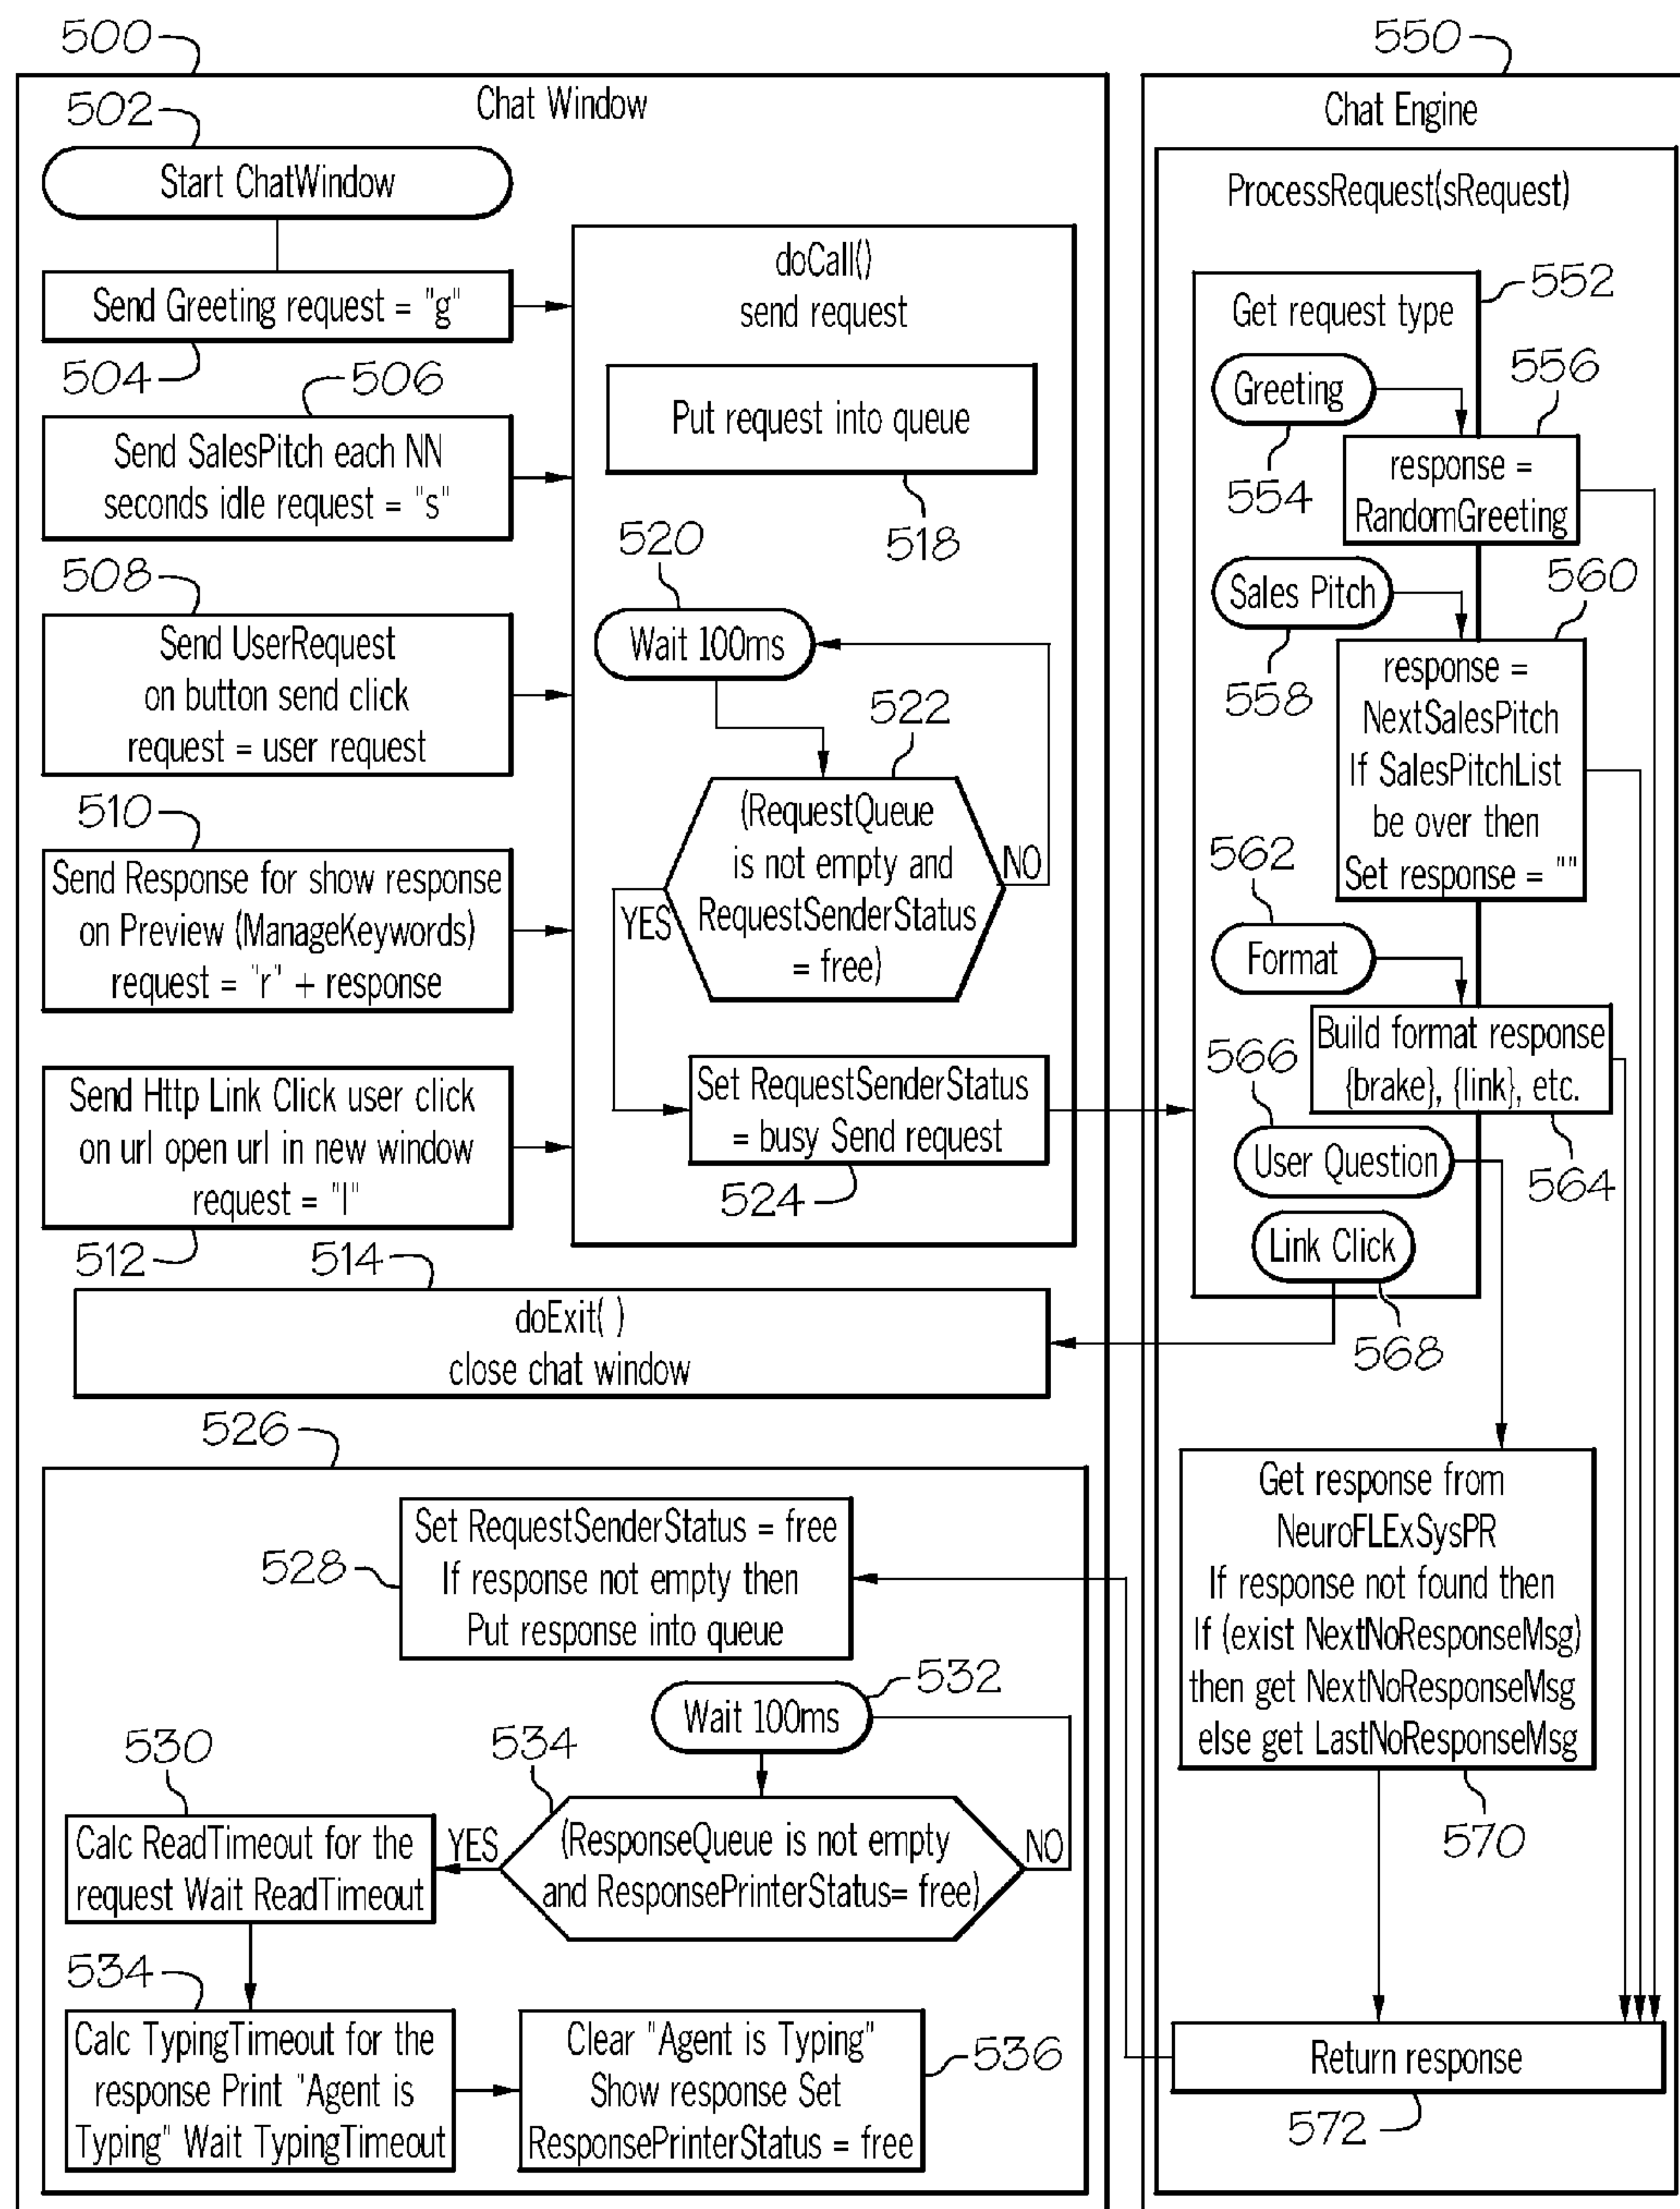 500
550
Chat Window
Chat Engine
502
Start ChatWindow
Send Greeting request = "g"
504
506
Send SalesPitch each NN
seconds idle request = "s"
508
Send UserRequest
on button send click
request = user request
510
Send Response for show response
on Preview (ManageKeywords)
request = "r" + response
Send Http Link Click user click
on url open url in new window
request = "l"
512
doCall()
send request
Put request into queue
518
520
Wait 100ms
522
(RequestQueue
is not empty and
RequestSenderStatus
= free)
NO
YES
Set RequestSenderStatus
= busy Send request
524
514
doExit( )
close chat window
526
Set RequestSenderStatus = free
If response not empty then
Put response into queue
528
532
Wait 100ms
534
(ResponseQueue is not empty
and ResponsePrinterStatus= free)
YES
NO
530
Calc ReadTimeout for the
request Wait ReadTimeout
534
Calc TypingTimeout for the
response Print "Agent is
Typing" Wait TypingTimeout
Clear "Agent is Typing"
Show response Set
ResponsePrinterStatus = free
536
ProcessRequest(sRequest)
552
Get request type
Greeting
554
556
response =
RandomGreeting
Sales Pitch
558
560
response =
NextSalesPitch
If SalesPitchList
be over then
Set response = ""
562
Format
Build format response
{brake}, {link}, etc.
564
566
User Question
Link Click
568
Get response from
NeuroFLExSysPR
If response not found then
If (exist NextNoResponseMsg)
then get NextNoResponseMsg
else get LastNoResponseMsg
570
Return response
572